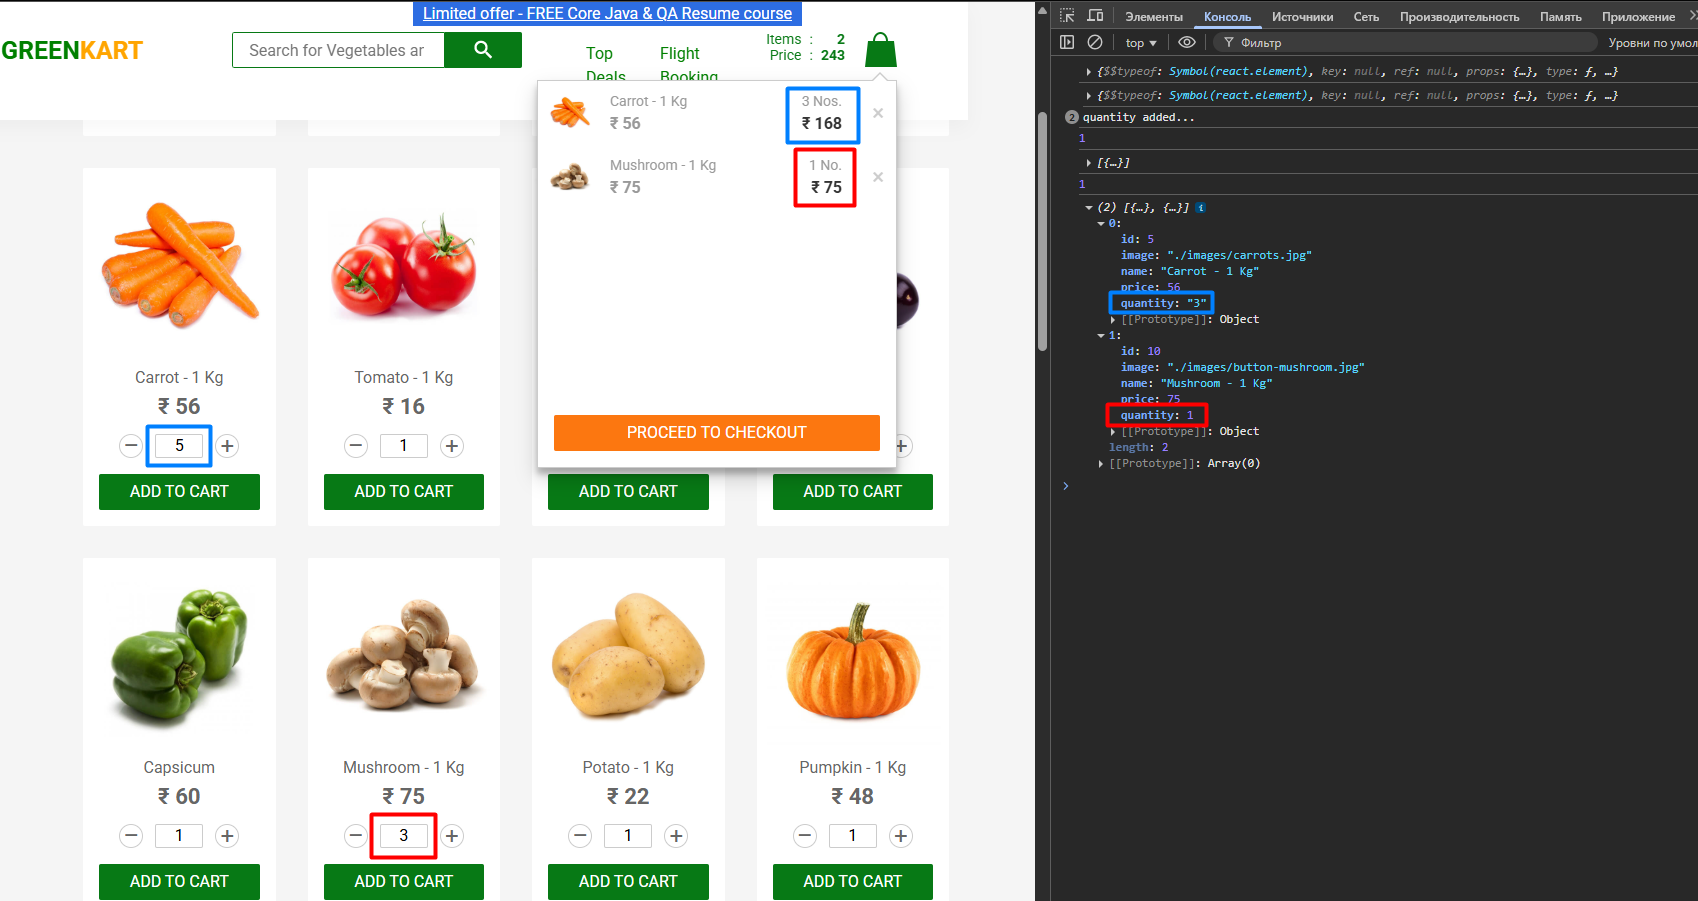 Limited offer - FREE Core Java & QA Resume course
GREENKART
Search for Vegetables ar
Top
Deals
Flight
Booking
Items : 2
Price : 243
Carrot - 1 Kg
₹ 56
3 Nos.
₹ 168
×
Mushroom - 1 Kg
₹ 75
1 No.
₹ 75
×
PROCEED TO CHECKOUT
Carrot - 1 Kg
₹ 56
− 5 +
ADD TO CART
Tomato - 1 Kg
₹ 16
− 1 +
ADD TO CART
ADD TO CART
+
ADD TO CART
Capsicum
₹ 60
− 1 +
ADD TO CART
Mushroom - 1 Kg
₹ 75
− 3 +
ADD TO CART
Potato - 1 Kg
₹ 22
− 1 +
ADD TO CART
Pumpkin - 1 Kg
₹ 48
− 1 +
ADD TO CART
Элементы Консоль Источники Сеть Производительность Память Приложение
top Фильтр Уровни по умол
{$$typeof: Symbol(react.element), key: null, ref: null, props: {…}, type: ƒ, …}
{$$typeof: Symbol(react.element), key: null, ref: null, props: {…}, type: ƒ, …}
2 quantity added...
1
[{…}]
1
(2) [{…}, {…}] i
0:
id: 5
image: "./images/carrots.jpg"
name: "Carrot - 1 Kg"
price: 56
quantity: "3"
[[Prototype]]: Object
1:
id: 10
image: "./images/button-mushroom.jpg"
name: "Mushroom - 1 Kg"
price: 75
quantity: 1
[[Prototype]]: Object
length: 2
[[Prototype]]: Array(0)